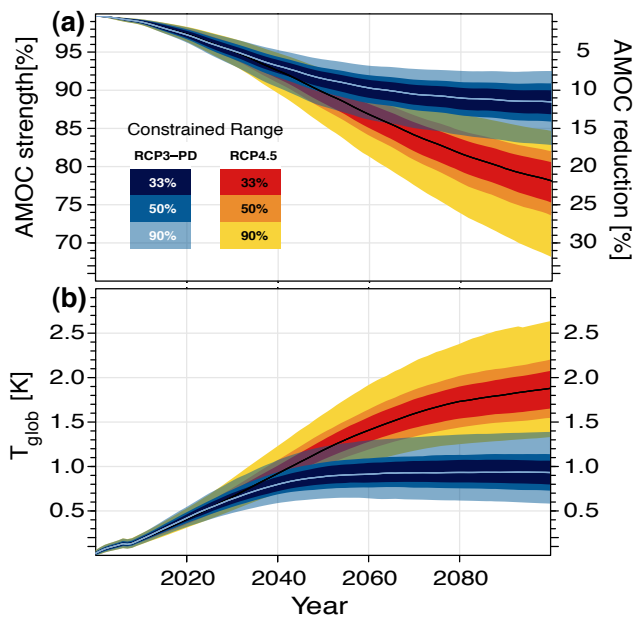 (a)
AMOC strength[%]
95
90
85
80
75
70
AMOC reduction [%]
5
10
15
20
25
30
Constrained Range
RCP3–PD RCP4.5
33% 33%
50% 50%
90% 90%
(b)
T_glob [K]
2.5
2.0
1.5
1.0
0.5
2.5
2.0
1.5
1.0
0.5
2020 2040 2060 2080
Year